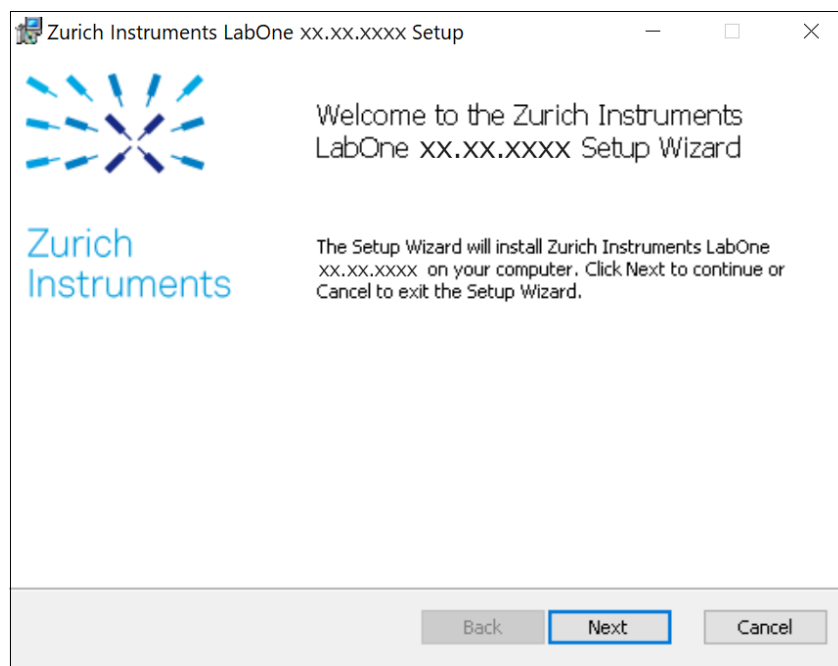 Zurich Instruments LabOne xx.xx.xxxx Setup
Welcome to the Zurich Instruments
LabOne xx.xx.xxxx Setup Wizard
Zurich
Instruments
The Setup Wizard will install Zurich Instruments LabOne
xx.xx.xxxx on your computer. Click Next to continue or
Cancel to exit the Setup Wizard.
Back Next Cancel